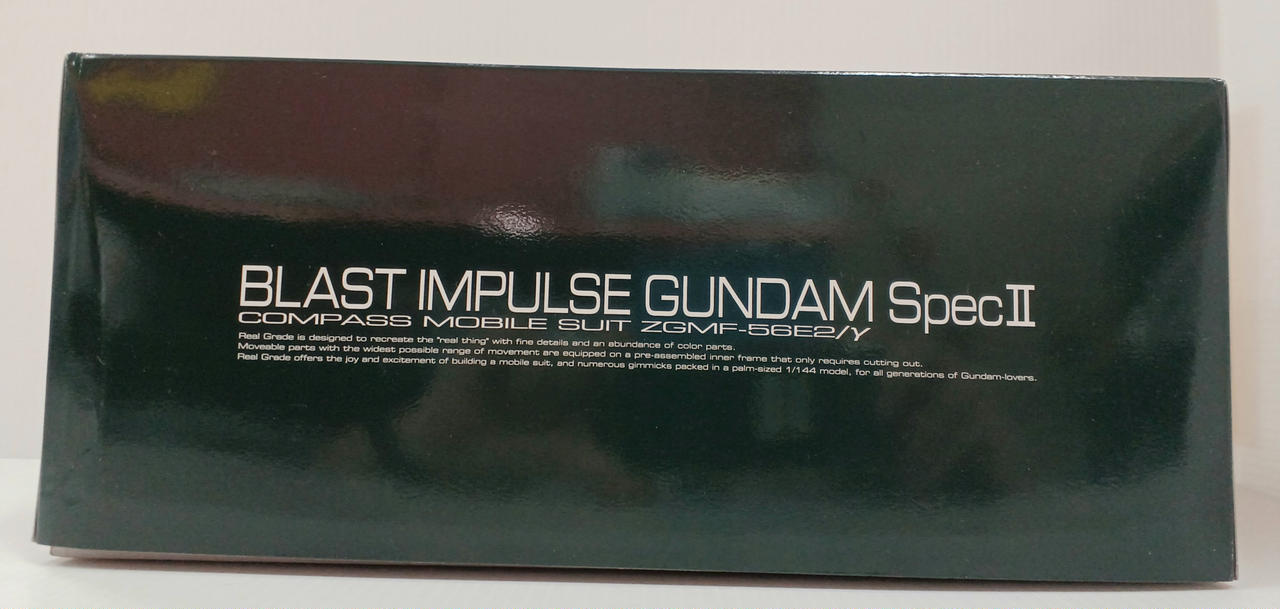 BLAST IMPULSE GUNDAM SpecⅡ
COMPASS MOBILE SUIT ZGMF-56E2/γ
Real Grade is designed to recreate the "real thing" with fine details and an abundance of color parts.
Moveable parts with the widest possible range of movement are equipped on a pre-assembled inner frame that only requires cutting out.
Real Grade offers the joy and excitement of building a mobile suit, and numerous gimmicks packed in a palm-sized 1/144 model, for all generations of Gundam-lovers.